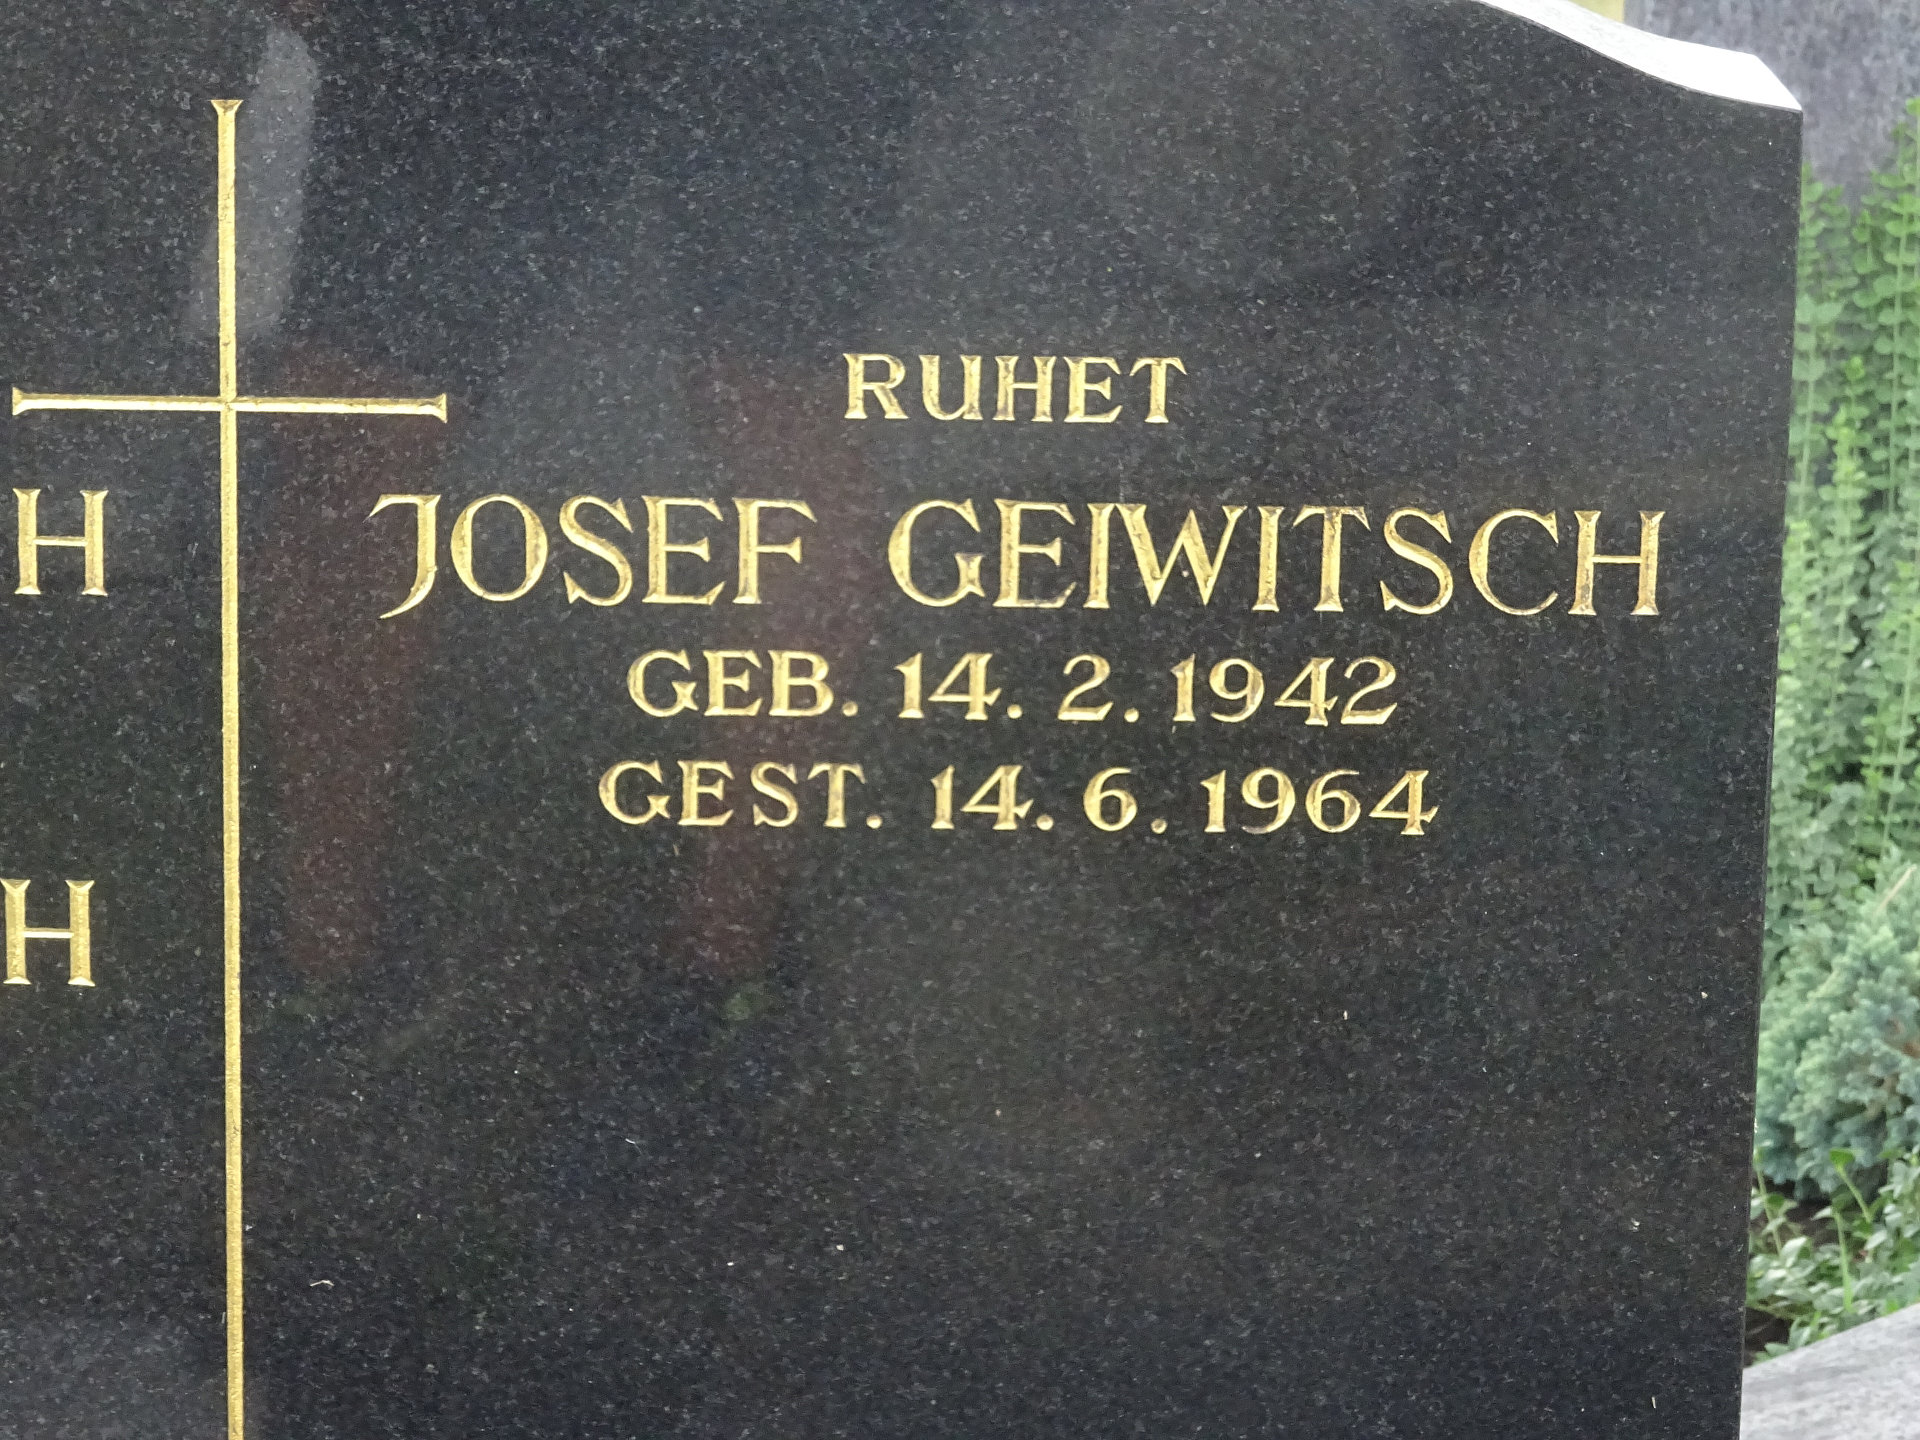 H
H
RUHET
JOSEF GEIWITSCH
GEB. 14. 2. 1942
GEST. 14. 6. 1964